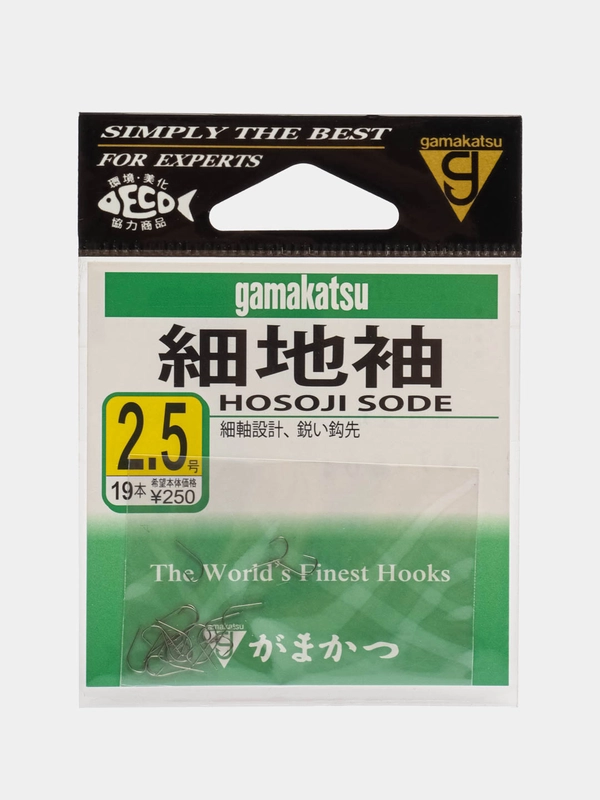 SIMPLY THE BEST
FOR EXPERTS
gamakatsu
g
環境・美化
DECO
協力商品
gamakatsu
細地袖
HOSOJI SODE
細軸設計、鋭い鈎先
2.5号
19本
希望本体価格
¥250
The World's Finest Hooks
gamakatsu
がまかつ